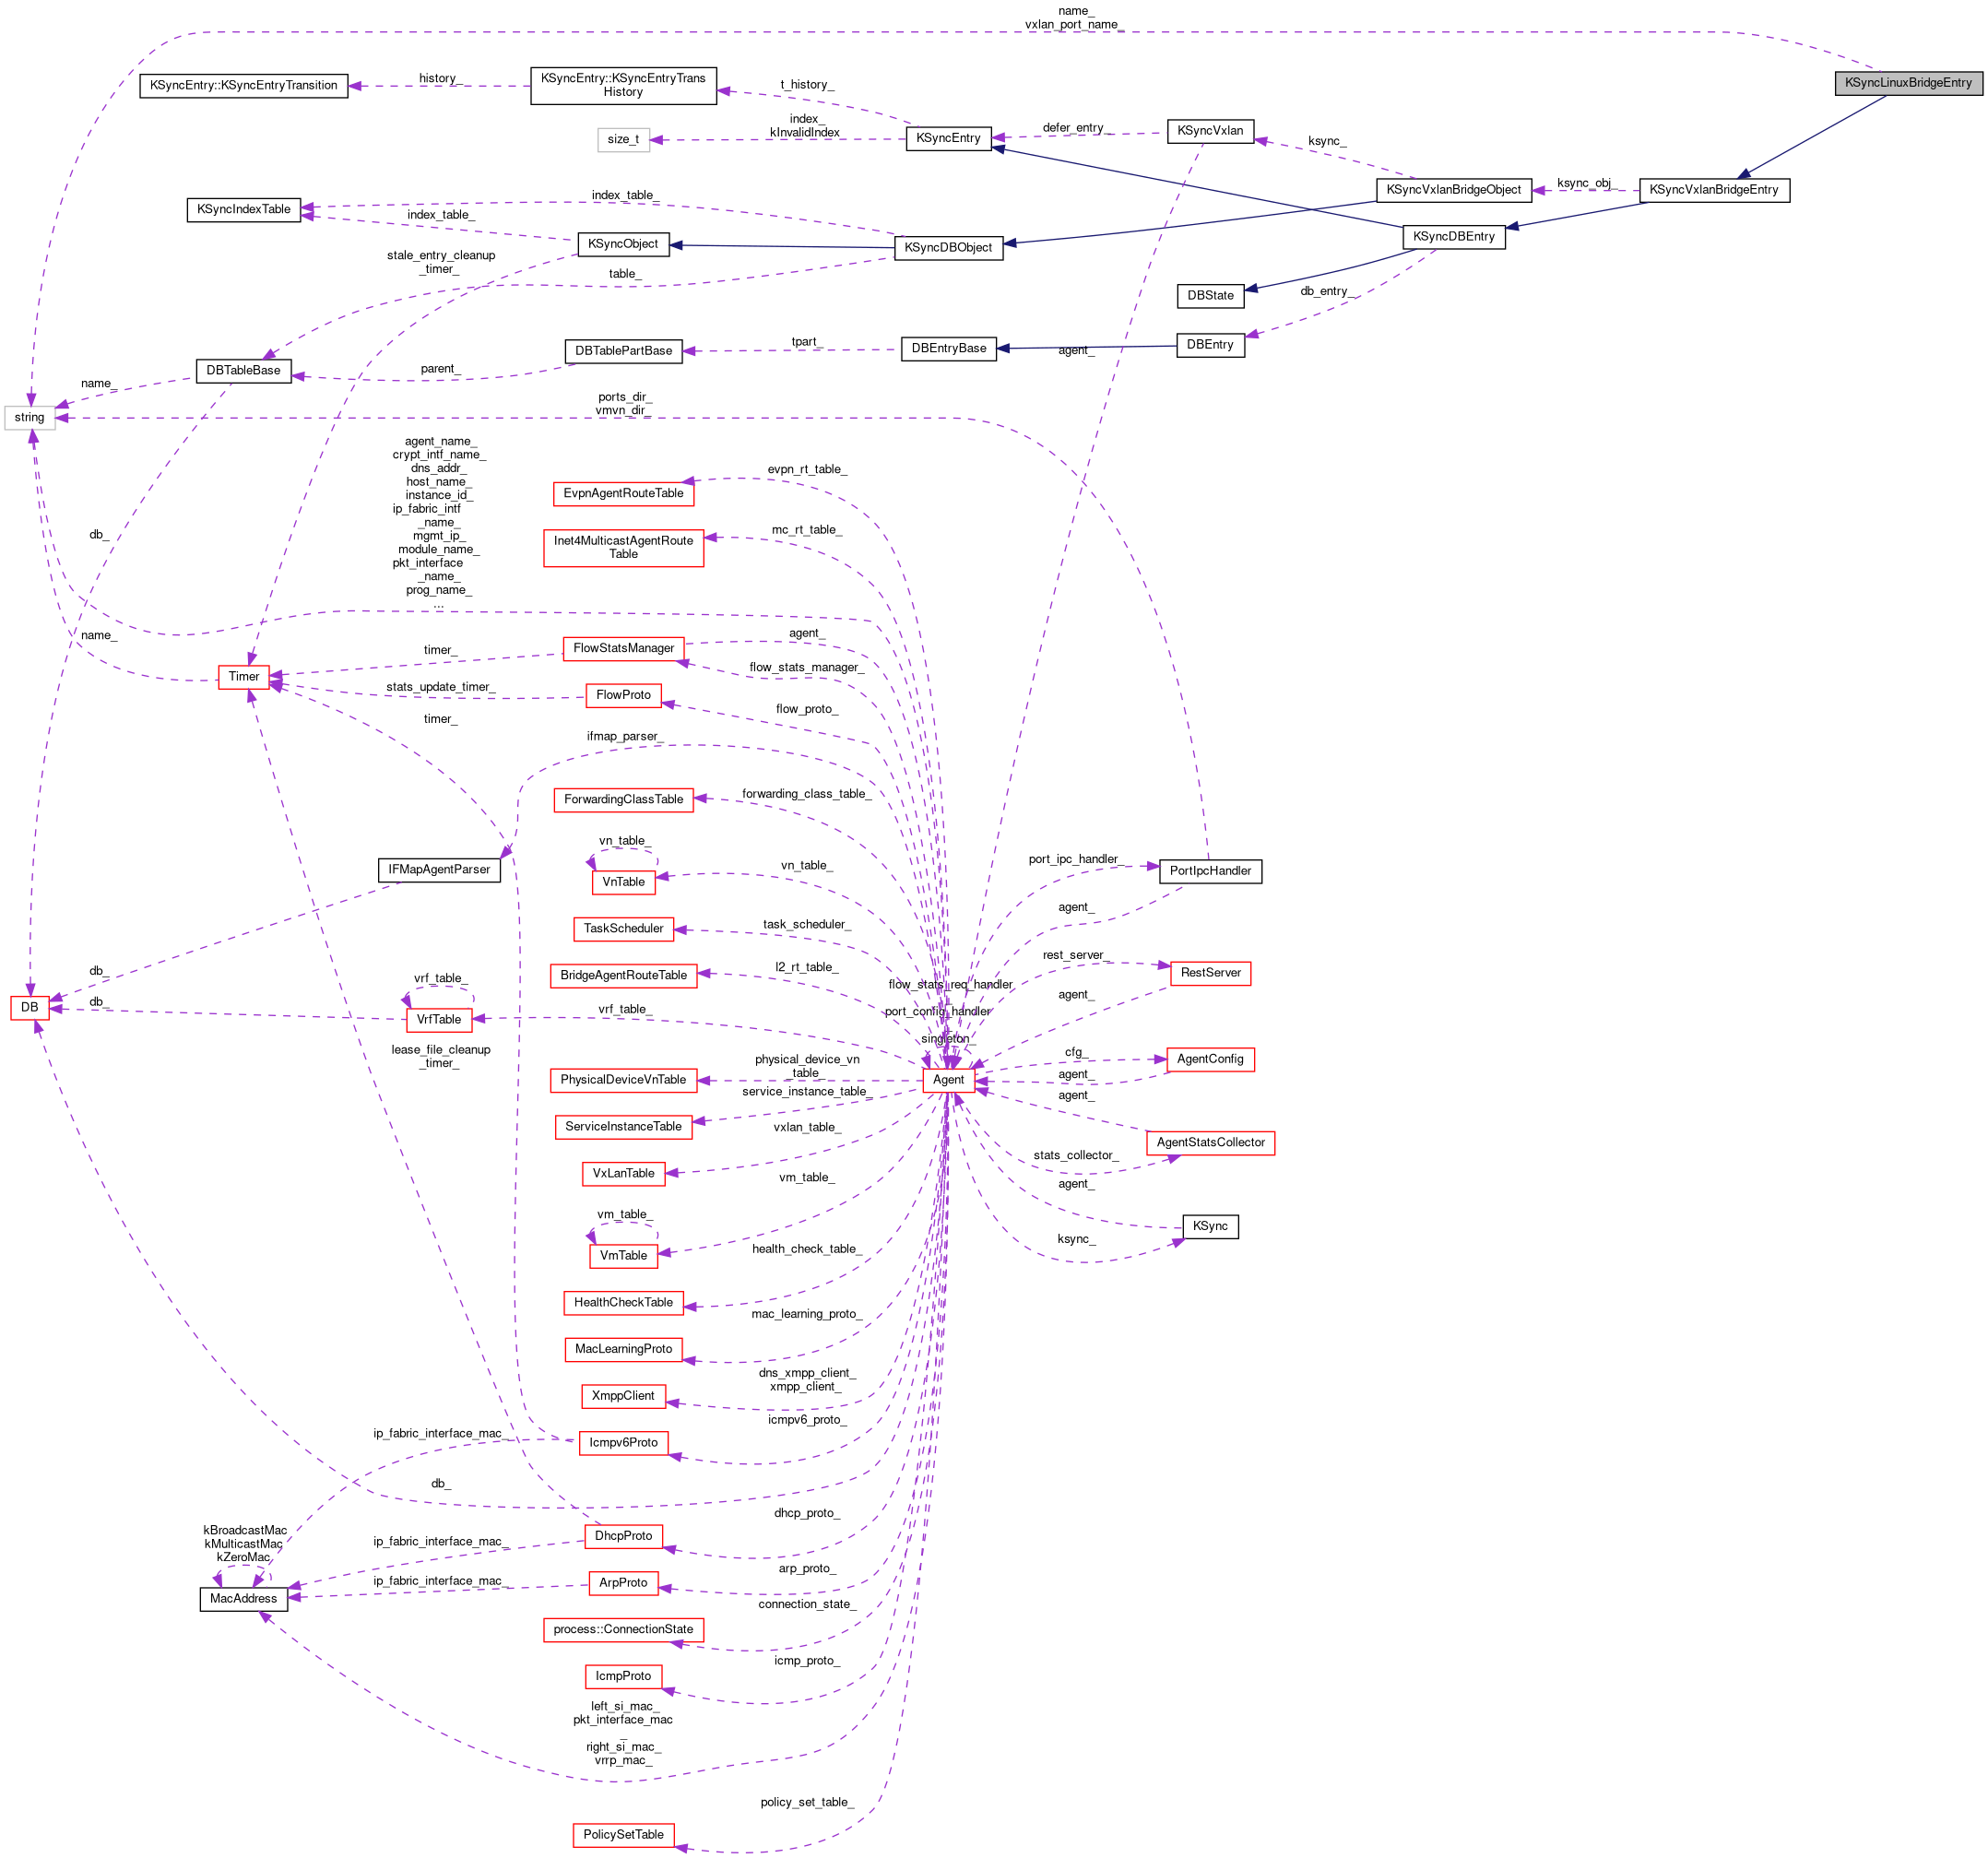 name_
vxlan_port_name_
KSyncLinuxBridgeEntry
KSyncEntry::KSyncEntryTransition
history_
KSyncEntry::KSyncEntryTrans
History
t_history_
size_t
index_
kInvalidIndex
KSyncEntry
defer_entry_
KSyncVxlan
ksync_
KSyncVxlanBridgeObject
ksync_obj_
KSyncVxlanBridgeEntry
KSyncIndexTable
index_table_
index_table_
KSyncObject
KSyncDBObject
KSyncDBEntry
stale_entry_cleanup
_timer_
table_
DBState
db_entry_
DBTableBase
parent_
DBTablePartBase
tpart_
DBEntryBase
DBEntry
agent_
name_
string
ports_dir_
vmvn_dir_
agent_name_
crypt_intf_name_
dns_addr_
host_name_
instance_id_
ip_fabric_intf
_name_
mgmt_ip_
module_name_
pkt_interface
_name_
prog_name_
...
evpn_rt_table_
EvpnAgentRouteTable
mc_rt_table_
Inet4MulticastAgentRoute
Table
db_
name_
Timer
timer_
FlowStatsManager
agent_
flow_stats_manager_
stats_update_timer_
FlowProto
flow_proto_
timer_
ifmap_parser_
ForwardingClassTable
forwarding_class_table_
IFMapAgentParser
vn_table_
VnTable
vn_table_
port_ipc_handler_
PortIpcHandler
agent_
TaskScheduler
task_scheduler_
BridgeAgentRouteTable
l2_rt_table_
rest_server_
RestServer
agent_
db_
db_
DB
vrf_table_
VrfTable
vrf_table_
flow_stats_req_handler
_
port_config_handler
_
singleton_
lease_file_cleanup
_timer_
PhysicalDeviceVnTable
physical_device_vn
_table_
Agent
cfg_
AgentConfig
agent_
ServiceInstanceTable
service_instance_table_
agent_
AgentStatsCollector
stats_collector_
VxLanTable
vxlan_table_
vm_table_
agent_
KSync
ksync_
vm_table_
VmTable
health_check_table_
HealthCheckTable
mac_learning_proto_
MacLearningProto
dns_xmpp_client_
xmpp_client_
XmppClient
icmpv6_proto_
Icmpv6Proto
ip_fabric_interface_mac_
db_
dhcp_proto_
DhcpProto
ip_fabric_interface_mac_
kBroadcastMac
kMulticastMac
kZeroMac
MacAddress
ip_fabric_interface_mac_
ArpProto
arp_proto_
process::ConnectionState
connection_state_
IcmpProto
icmp_proto_
left_si_mac_
pkt_interface_mac
_
right_si_mac_
vrrp_mac_
PolicySetTable
policy_set_table_